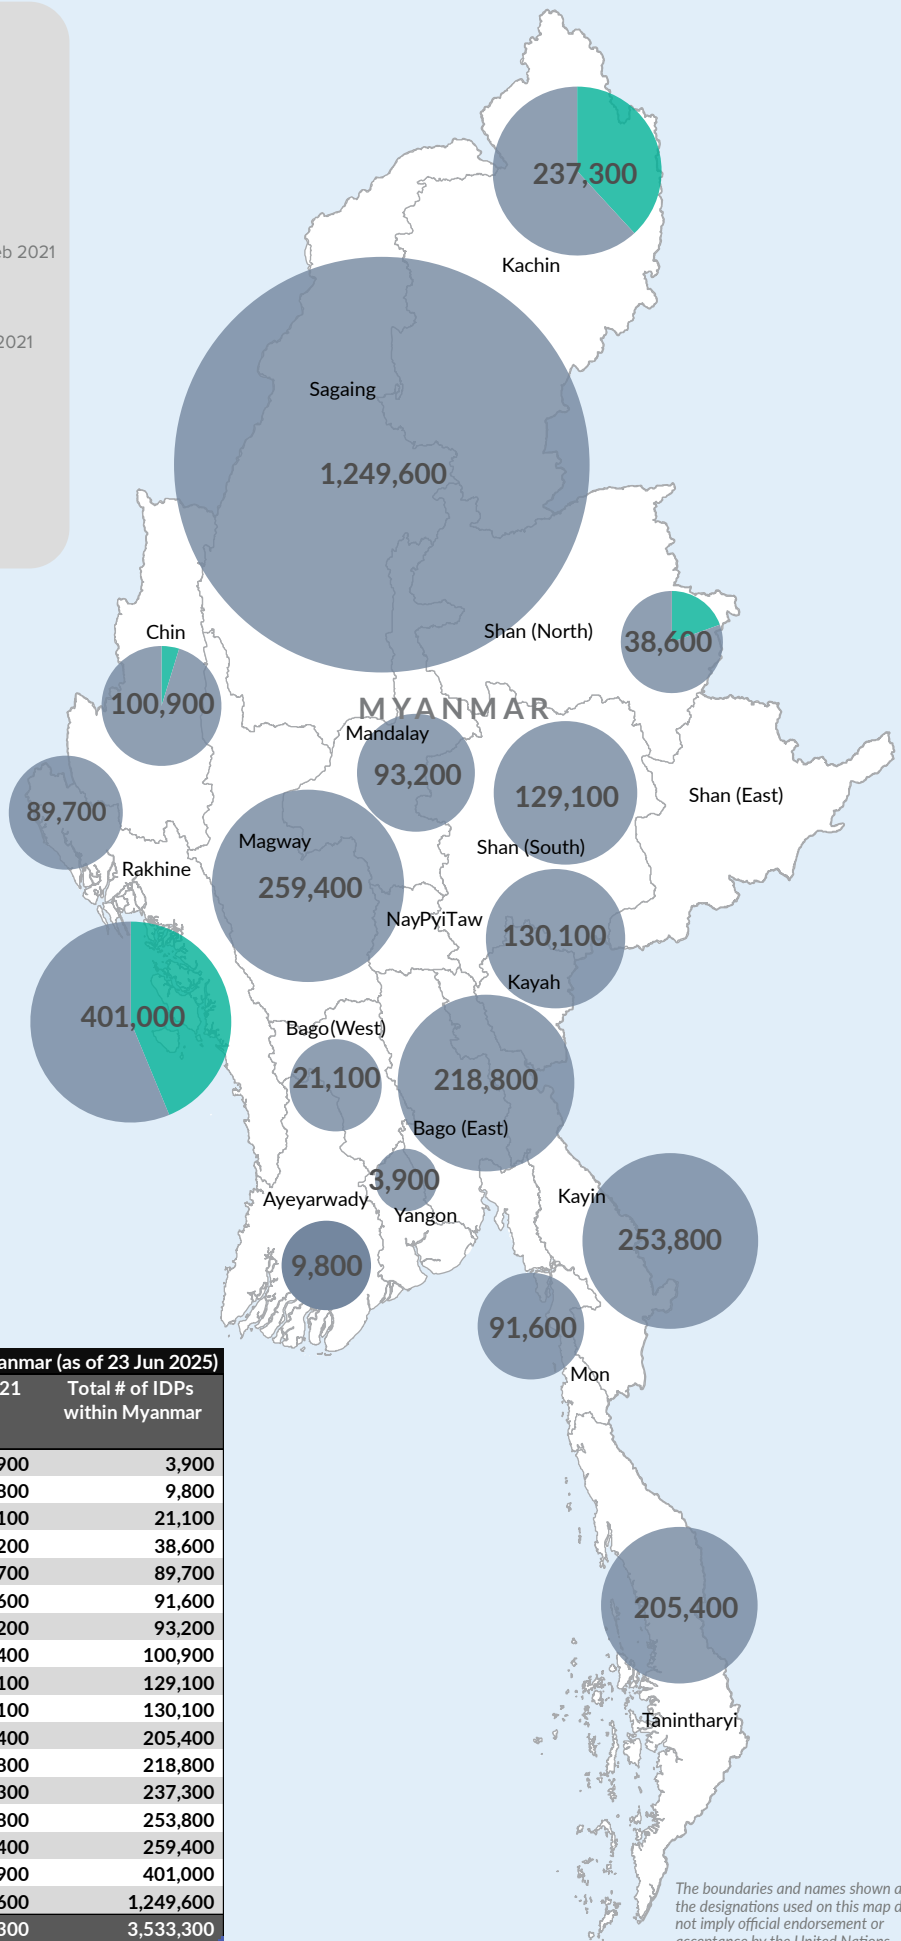 eb 2021
2021
237,300
Kachin
Sagaing
1,249,600
Chin
100,900
Shan (North)
38,600
MYANMAR
Mandalay
93,200
129,100
Shan (South)
Shan (East)
89,700
Rakhine
Magway
259,400
NayPyiTaw
130,100
Kayah
401,000
Bago(West)
21,100
218,800
Bago (East)
3,900
Yangon
Ayeyarwady
9,800
Kayin
253,800
91,600
Mon
205,400
Tanintharyi
anmar (as of 23 Jun 2025)
21 Total # of IDPs
within Myanmar
900 3,900
800 9,800
100 21,100
200 38,600
700 89,700
600 91,600
200 93,200
400 100,900
100 129,100
100 130,100
400 205,400
800 218,800
300 237,300
800 253,800
400 259,400
900 401,000
600 1,249,600
300 3,533,300
The boundaries and names shown a
the designations used on this map d
not imply official endorsement or
acceptance by the United Nations